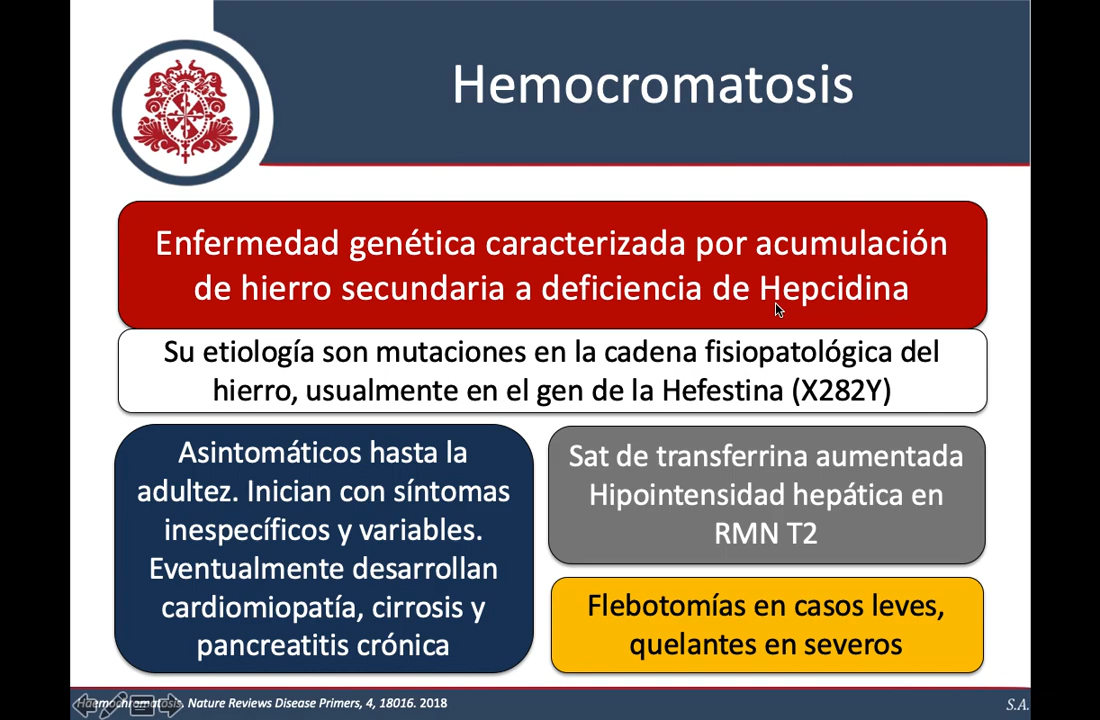 Hemocromatosis
Enfermedad genética caracterizada por acumulación
de hierro secundaria a deficiencia de Hepcidina
Su etiología son mutaciones en la cadena fisiopatológica del
hierro, usualmente en el gen de la Hefestina (X282Y)
Asintomáticos hasta la
adultez. Inician con síntomas
inespecíficos y variables.
Eventualmente desarrollan
cardiomiopatía, cirrosis y
pancreatitis crónica
Sat de transferrina aumentada
Hipointensidad hepática en
RMN T2
Flebotomías en casos leves,
quelantes en severos
Haemochromatosis, Nature Reviews Disease Primers, 4, 18016. 2018
S.A.